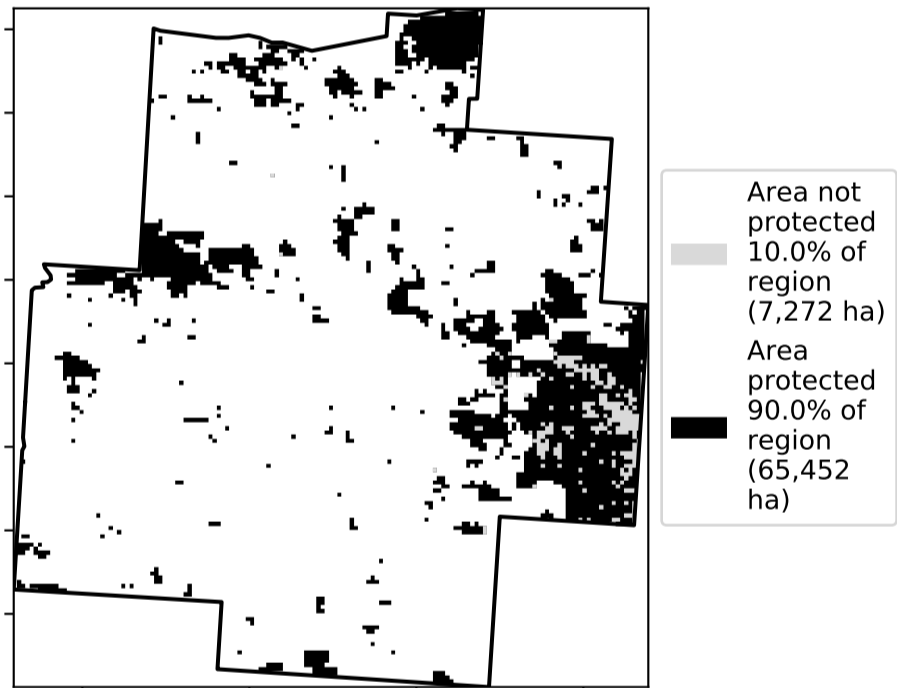 Area not
protected
10.0% of
region
(7,272 ha)
Area
protected
90.0% of
region
(65,452
ha)